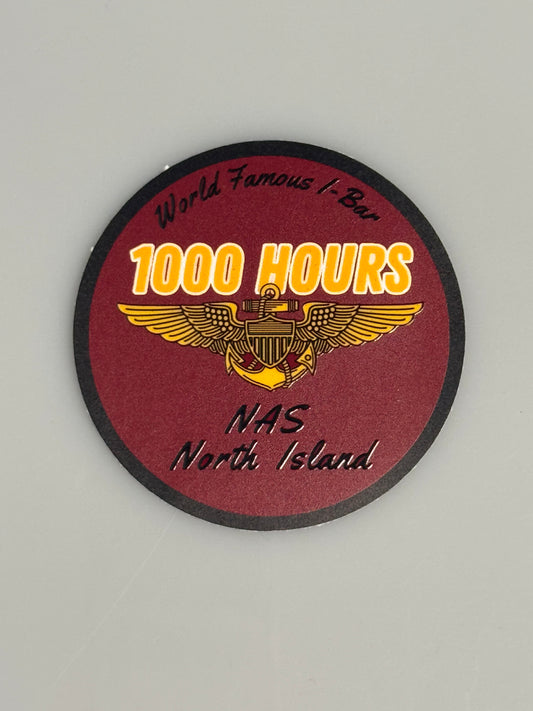 World Famous I-Bar
1000 HOURS
NAS
North Island